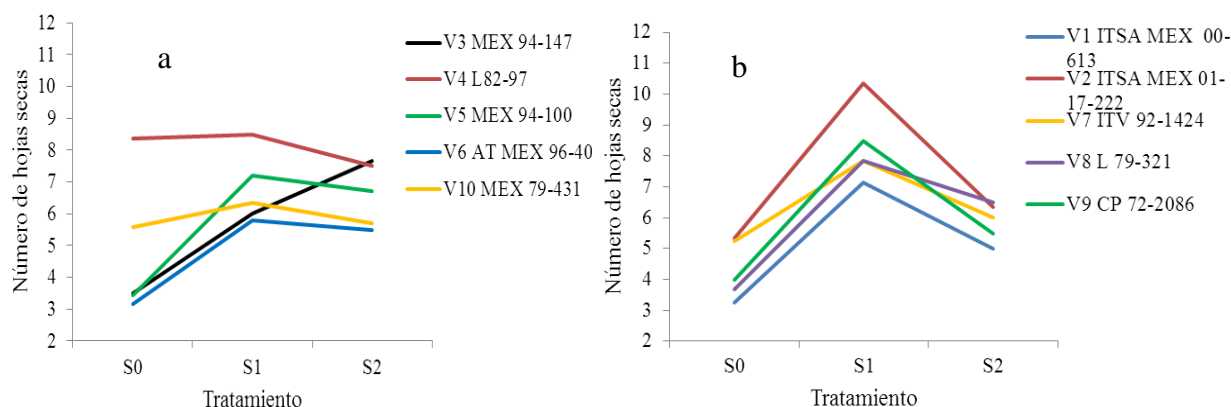 12
11
10
9
8
7
6
5
4
3
2
Número de hojas secas
a
S0 S1 S2
Tratamiento
V3 MEX 94-147
V4 L82-97
V5 MEX 94-100
V6 AT MEX 96-40
V10 MEX 79-431
12
11
10
9
8
7
6
5
4
3
2
Número de hojas secas
b
S0 S1 S2
Tratamiento
V1 ITSA MEX 00-
613
V2 ITSA MEX 01-
17-222
V7 ITV 92-1424
V8 L 79-321
V9 CP 72-2086